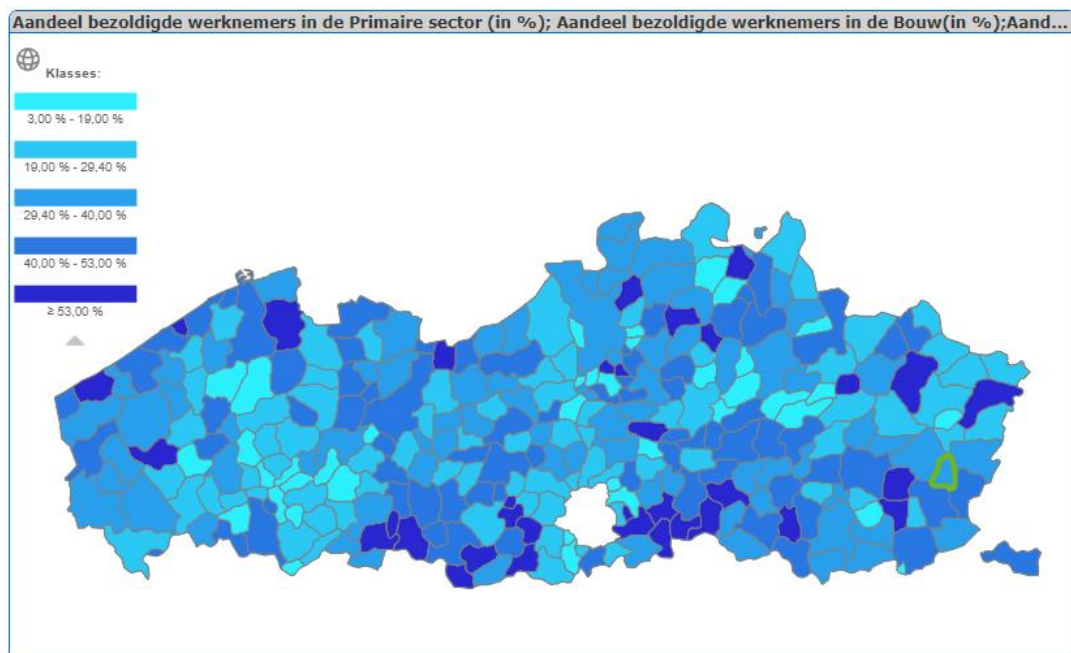 Aandeel bezoldigde werknemers in de Primaire sector (in %); Aandeel bezoldigde werknemers in de Bouw(in %);Aand...
Klasses:
3,00 % - 19,00 %
19,00 % - 29,40 %
29,40 % - 40,00 %
40,00 % - 53,00 %
≥ 53,00 %